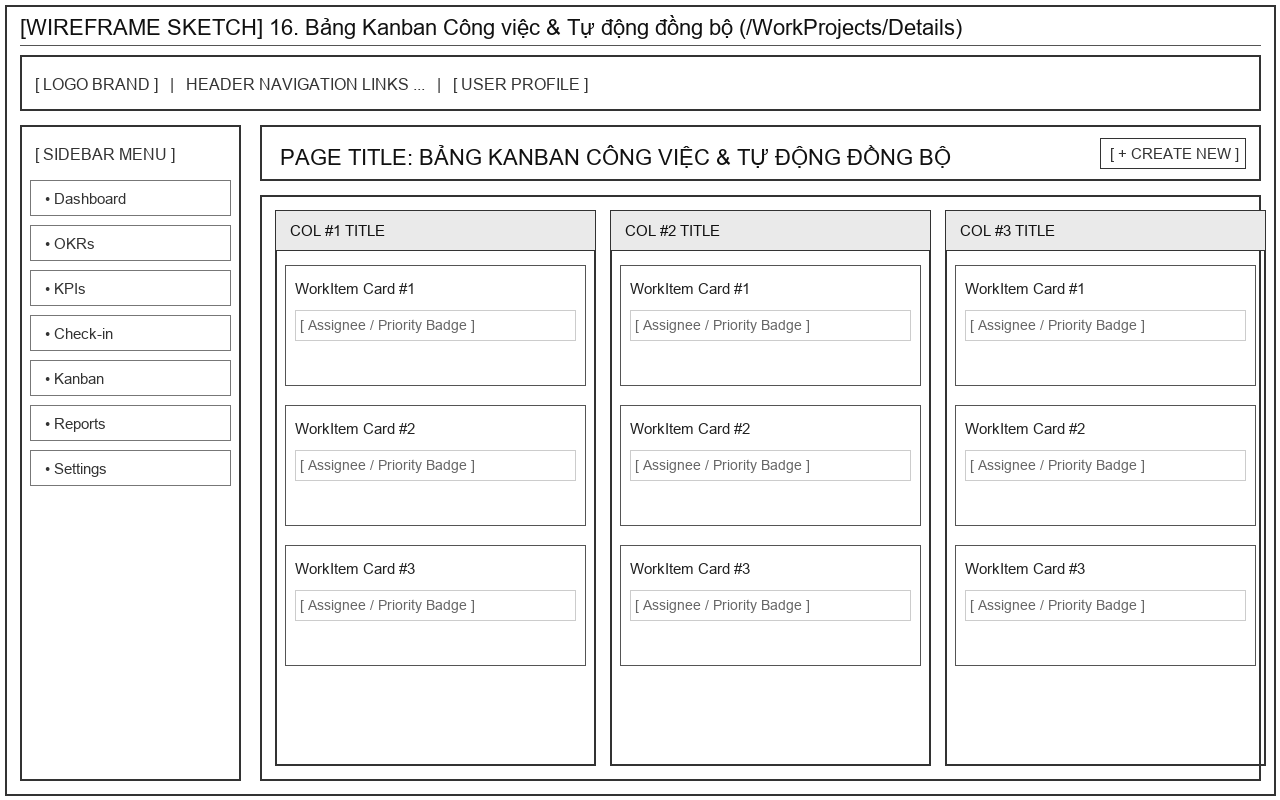 [WIREFRAME SKETCH] 16. Bảng Kanban Công việc & Tự động đồng bộ (/WorkProjects/Details)
[ LOGO BRAND ] | HEADER NAVIGATION LINKS ... | [ USER PROFILE ]
[ SIDEBAR MENU ]
• Dashboard
• OKRs
• KPIs
• Check-in
• Kanban
• Reports
• Settings
PAGE TITLE: BẢNG KANBAN CÔNG VIỆC & TỰ ĐỘNG ĐỒNG BỘ
[ + CREATE NEW ]
COL #1 TITLE
WorkItem Card #1
[ Assignee / Priority Badge ]
WorkItem Card #2
[ Assignee / Priority Badge ]
WorkItem Card #3
[ Assignee / Priority Badge ]
COL #2 TITLE
WorkItem Card #1
[ Assignee / Priority Badge ]
WorkItem Card #2
[ Assignee / Priority Badge ]
WorkItem Card #3
[ Assignee / Priority Badge ]
COL #3 TITLE
WorkItem Card #1
[ Assignee / Priority Badge ]
WorkItem Card #2
[ Assignee / Priority Badge ]
WorkItem Card #3
[ Assignee / Priority Badge ]